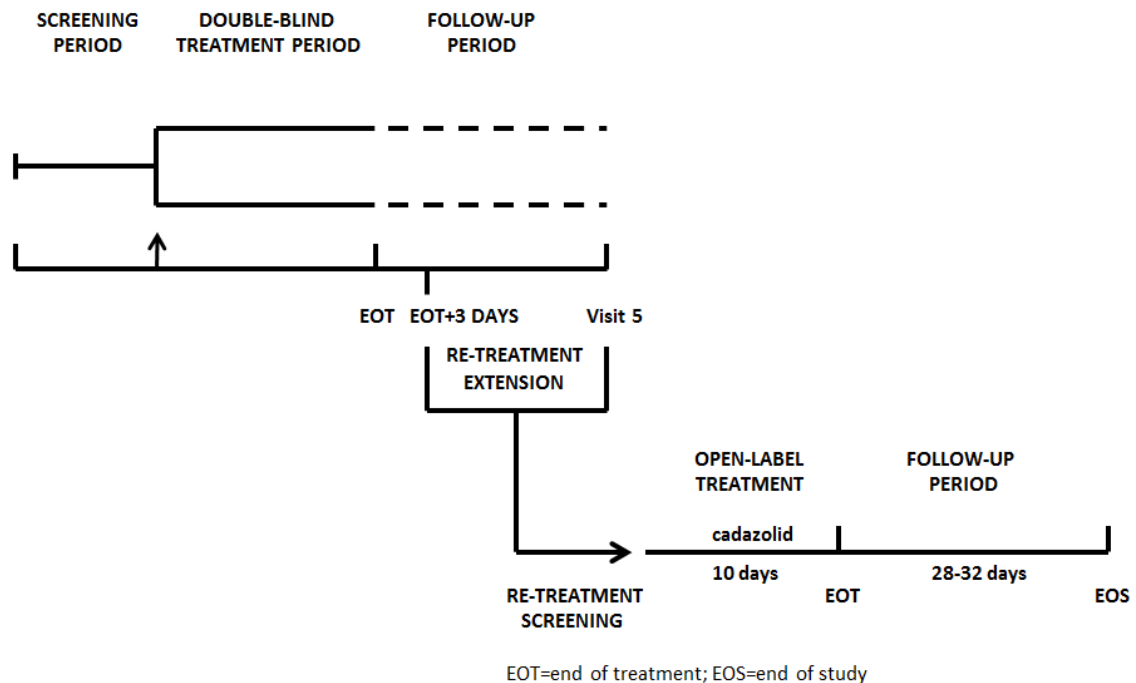 SCREENING
PERIOD
DOUBLE-BLIND
TREATMENT PERIOD
FOLLOW-UP
PERIOD
EOT
EOT+3 DAYS
Visit 5
RE-TREATMENT
EXTENSION
OPEN-LABEL
TREATMENT
FOLLOW-UP
PERIOD
cadazolid
10 days
28-32 days
RE-TREATMENT
SCREENING
EOT
EOS
EOT=end of treatment; EOS=end of study